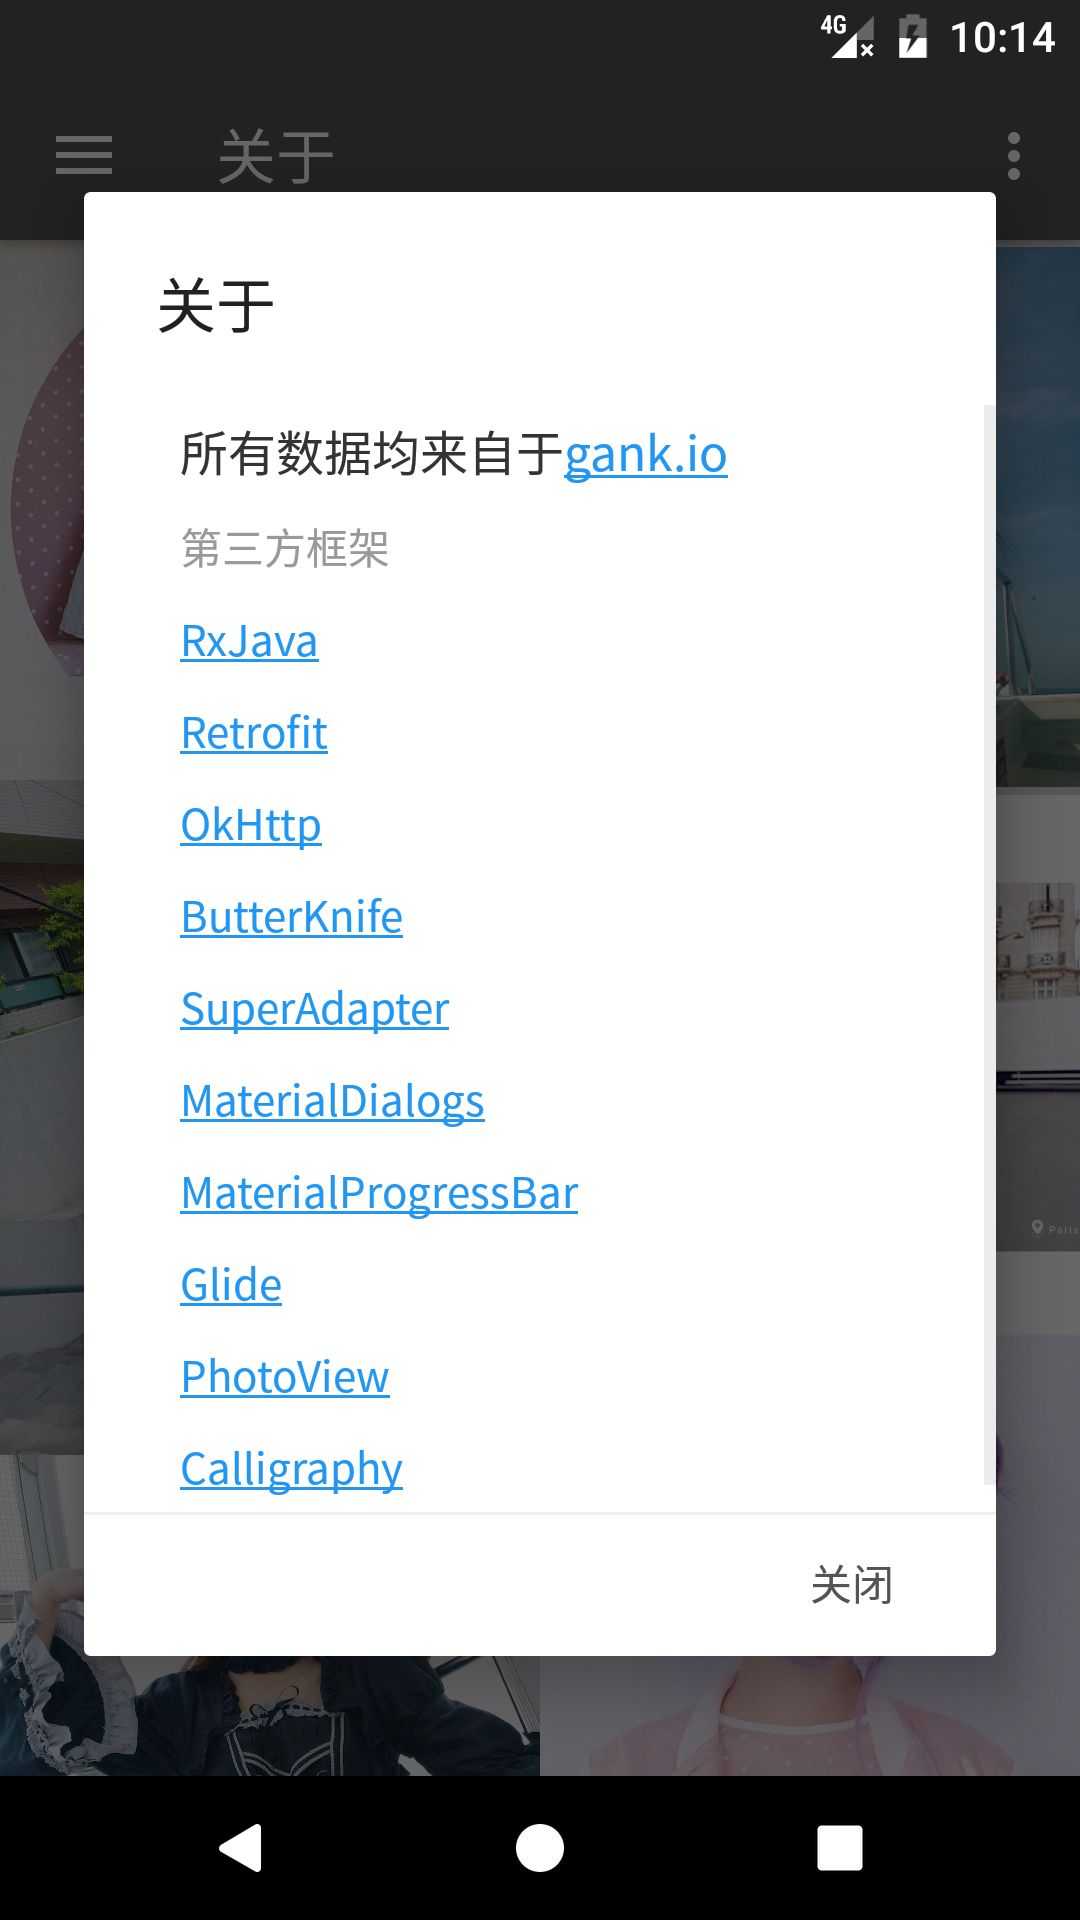 4G 10:14
关于
关于
所有数据均来自于gank.io
第三方框架
RxJava
Retrofit
OkHttp
ButterKnife
SuperAdapter
MaterialDialogs
MaterialProgressBar
Glide
PhotoView
Calligraphy
Paris
关闭